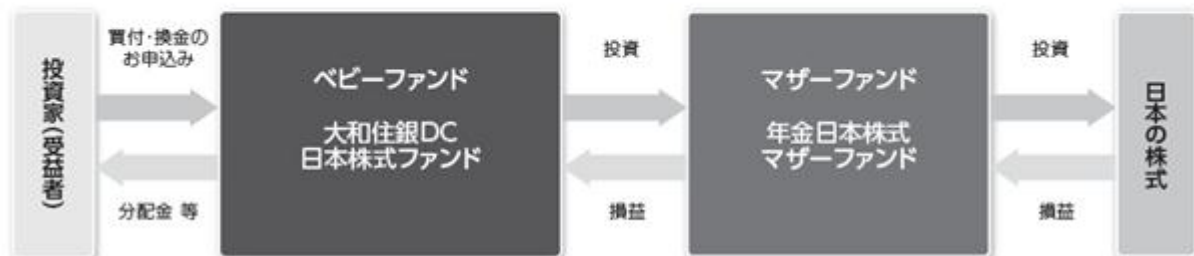 投資家(受益者)
買付・換金の
お申込み
分配金 等
ベビーファンド
大和住銀DC
日本株式ファンド
投資
損益
マザーファンド
年金日本株式
マザーファンド
投資
損益
日本の株式